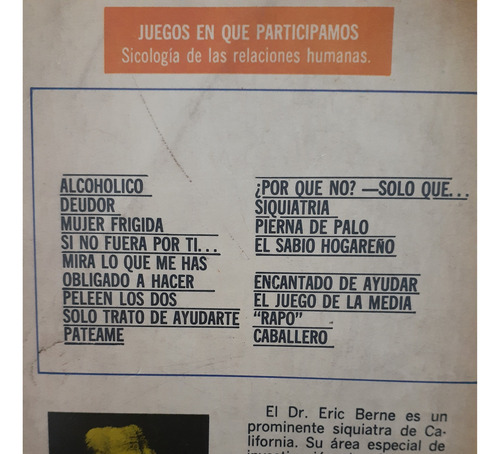 JUEGOS EN QUE PARTICIPAMOS
Sicología de las relaciones humanas.
ALCOHOLICO
DEUDOR
MUJER FRIGIDA
SI NO FUERA POR TI...
MIRA LO QUE ME HAS
OBLIGADO A HACER
PELEEN LOS DOS
SOLO TRATO DE AYUDARTE
PATEAME
¿POR QUE NO? —SOLO QUE...
SIQUIATRIA
PIERNA DE PALO
EL SABIO HOGAREÑO
ENCANTADO DE AYUDAR
EL JUEGO DE LA MEDIA
"RAPO"
CABALLERO
El Dr. Eric Berne es un
prominente siquiatra de Ca-
lifornia. Su área especial de